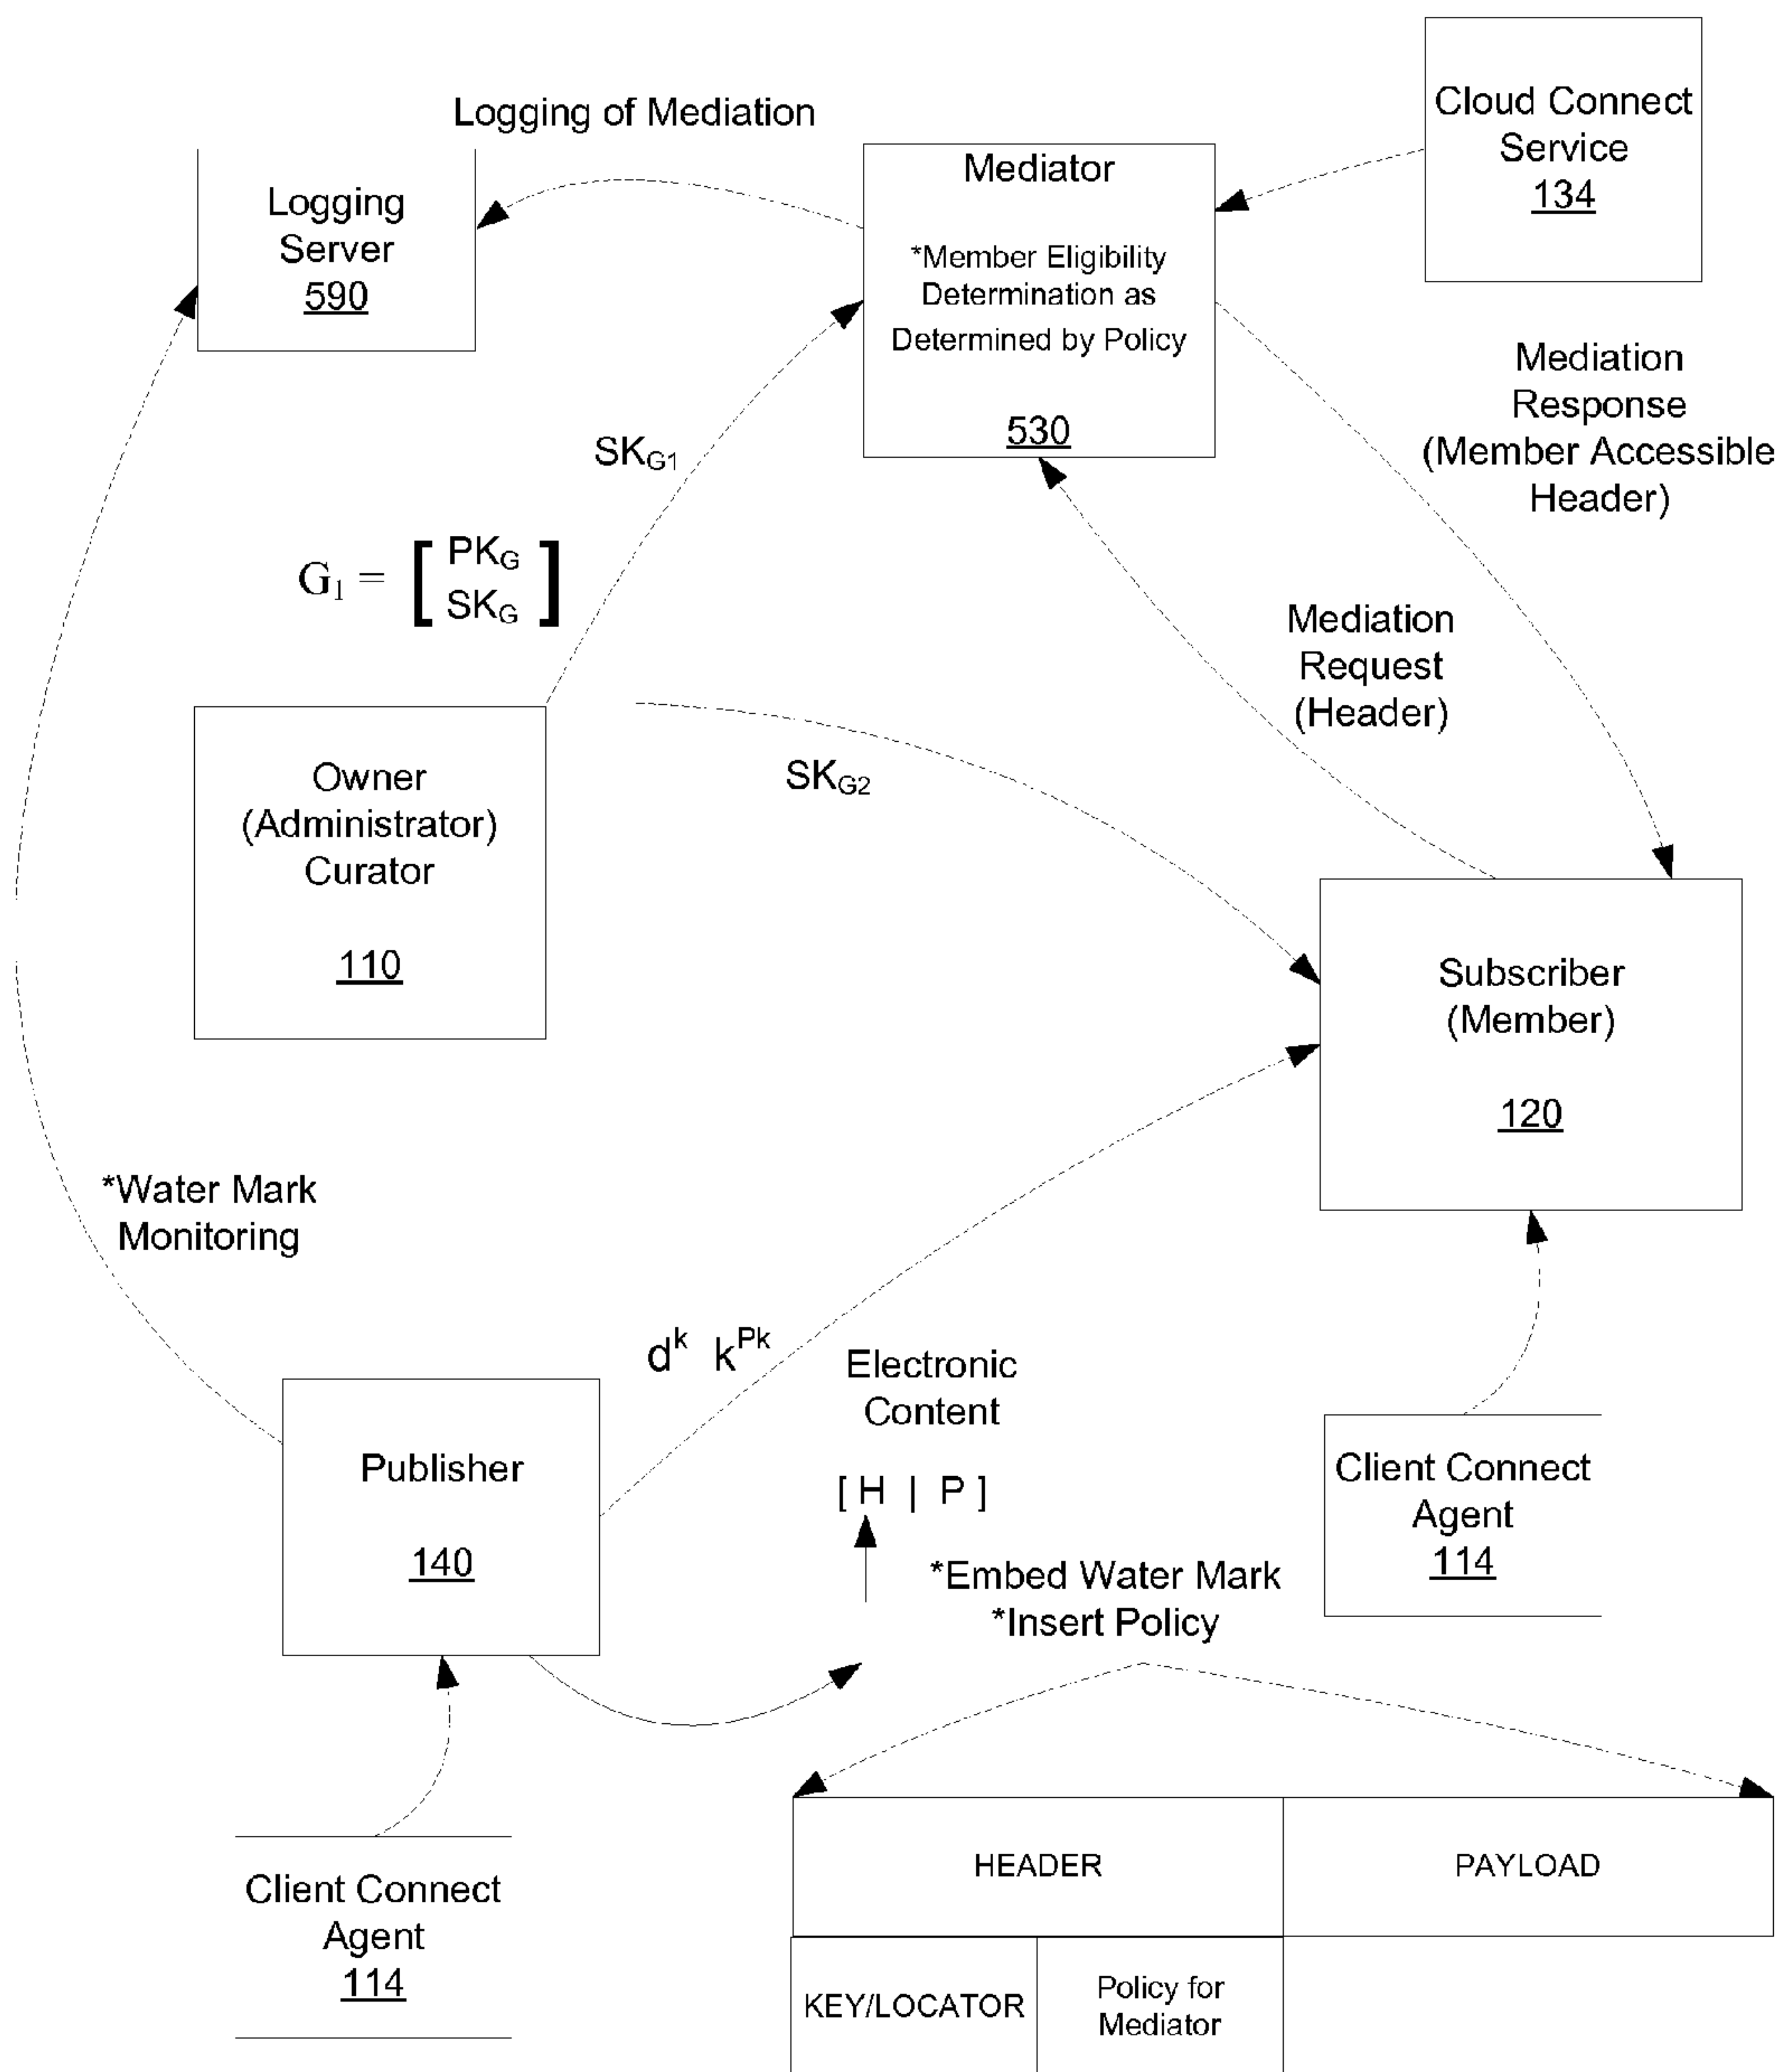 Logging of Mediation
Cloud Connect
Service
134
Logging
Server
590
Mediator
*Member Eligibility
Determination as
Determined by Policy
530
Mediation
Response
(Member Accessible
Header)
SKG1
G1 = [ PKG
SKG ]
Mediation
Request
(Header)
Owner
(Administrator)
Curator
110
SKG2
Subscriber
(Member)
120
*Water Mark
Monitoring
d^k k^Pk
Electronic
Content
[ H | P ]
Publisher
140
Client Connect
Agent
114
*Embed Water Mark
*Insert Policy
Client Connect
Agent
114
HEADER
PAYLOAD
KEY/LOCATOR
Policy for
Mediator